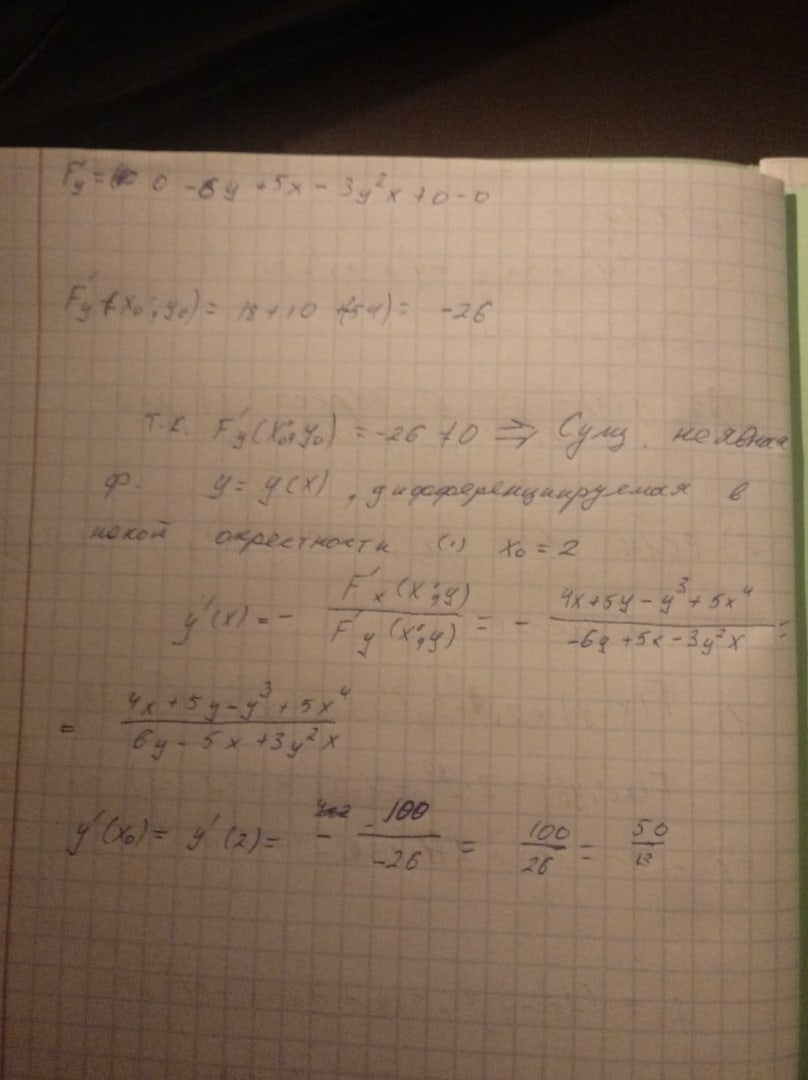 F'y = 0 - 6y + 5x - 3y²x + 0 - 0
F'y (x₀; y₀) = 18 + 10 + (54) = -26
т.к. F'y (x₀; y₀) = -26 ≠ 0 ⇒ Сущ. неявная
ф. y = y(x), дифференцируемая в
некой окрестности (·) x₀ = 2
y'(x) = - F'x (x; y) / F'y (x; y) = - (4x + 5y - y³ + 5x⁴) / (-6y + 5x - 3y²x) =
= (4x + 5y - y³ + 5x⁴) / (6y - 5x + 3y²x)
y'(x₀) = y'(2) = - 100 / -26 = 100 / 26 = 50 / 13